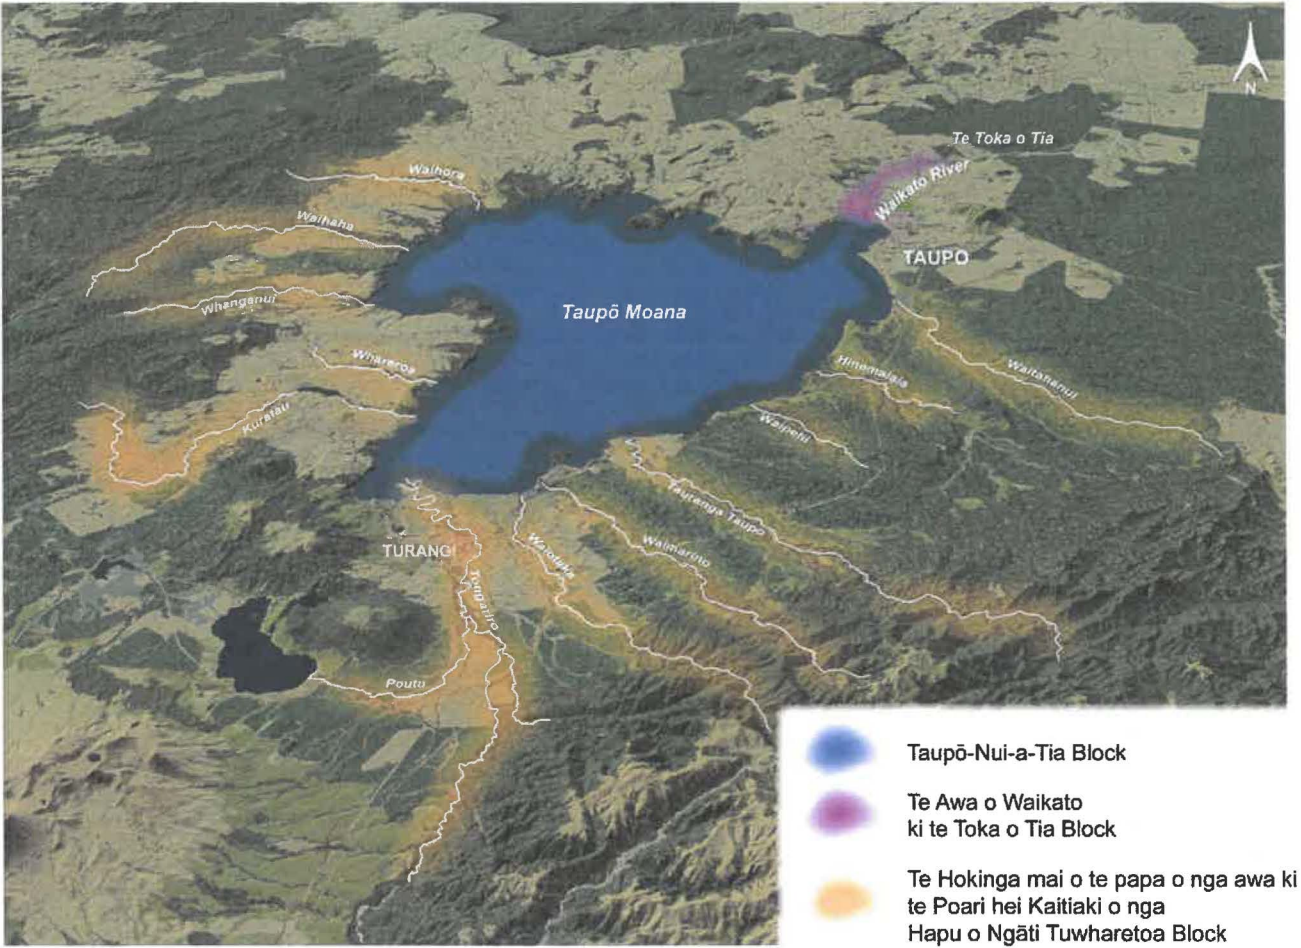 N
Te Toka o Tia
Waihora
Waikato River
Waihaha
TAUPO
Whanganui
Taupō Moana
Whareroa
Hinemaiaia
Waitahanui
Kuratau
Waipehi
Tauranga Taupo
TURANGI
Waiotaka
Waimarino
Tongariro
Poutu
Taupō-Nui-a-Tia Block
Te Awa o Waikato
ki te Toka o Tia Block
Te Hokinga mai o te papa o nga awa ki
te Poari hei Kaitiaki o nga
Hapu o Ngāti Tuwharetoa Block